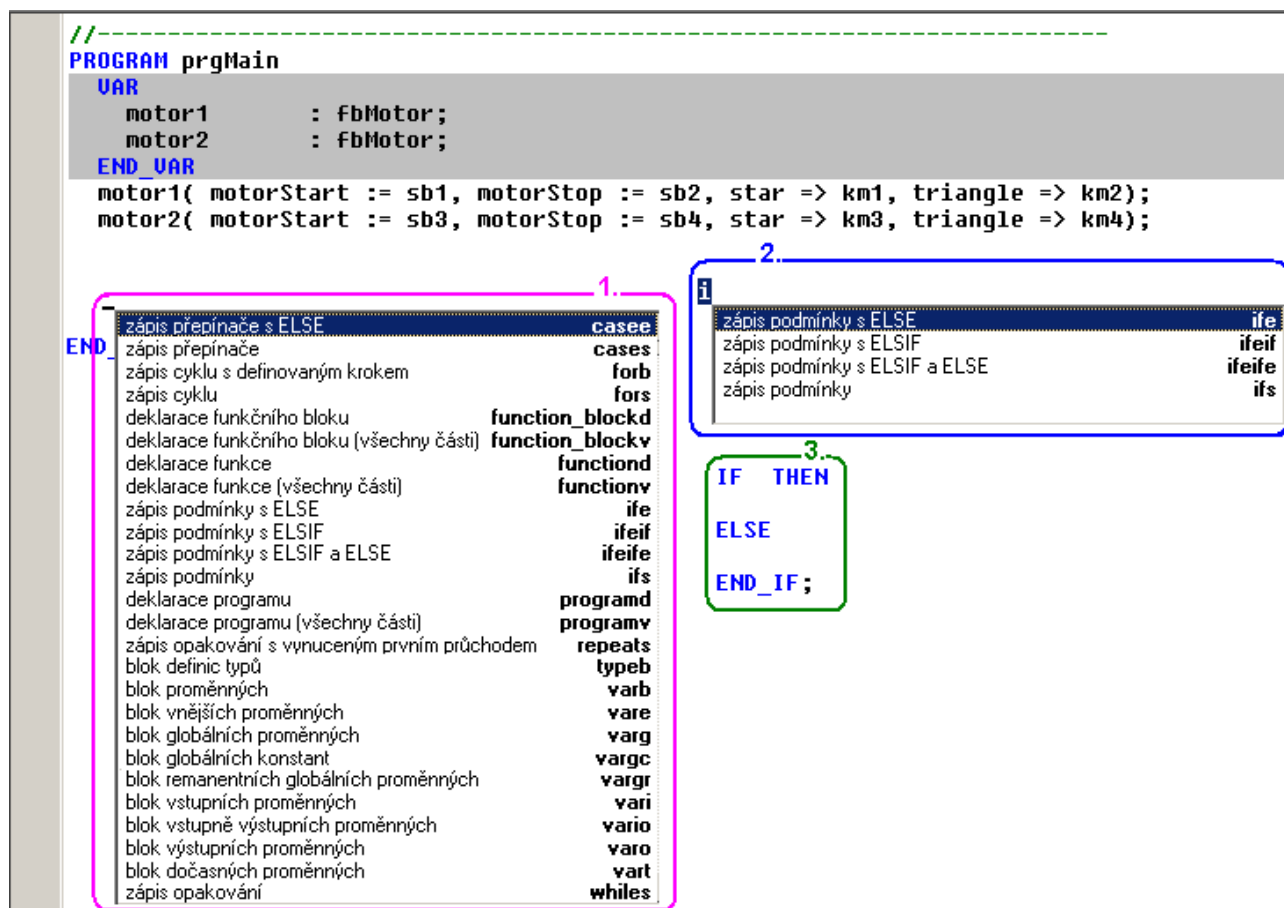 //------------------------------------------------------------------------
PROGRAM prgMain
VAR
motor1 : fbMotor;
motor2 : fbMotor;
END_VAR
motor1( motorStart := sb1, motorStop := sb2, star => km1, triangle => km2);
motor2( motorStart := sb3, motorStop := sb4, star => km3, triangle => km4);
1.
zápis přepínače s ELSE casee
END_
zápis přepínače cases
zápis cyklu s definovaným krokem forb
zápis cyklu fors
deklarace funkčního bloku function_blockd
deklarace funkčního bloku (všechny části) function_blockv
deklarace funkce functiond
deklarace funkce (všechny části) functionv
zápis podmínky s ELSE ife
zápis podmínky s ELSIF ifeif
zápis podmínky s ELSIF a ELSE ifeife
zápis podmínky ifs
deklarace programu programd
deklarace programu (všechny části) programv
zápis opakování s vynuceným prvním průchodem repeats
blok definic typů typeb
blok proměnných varb
blok vnějších proměnných vare
blok globálních proměnných varg
blok globálních konstant vargc
blok remanentních globálních proměnných vargr
blok vstupních proměnných vari
blok vstupně výstupních proměnných vario
blok výstupních proměnných varo
blok dočasných proměnných vart
zápis opakování whiles
2.
i
zápis podmínky s ELSE ife
zápis podmínky s ELSIF ifeif
zápis podmínky s ELSIF a ELSE ifeife
zápis podmínky ifs
3.
IF THEN
ELSE
END_IF;